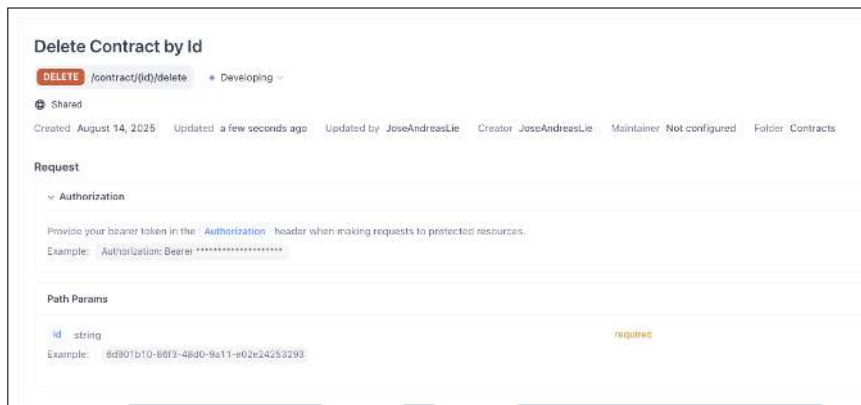 Delete Contract by Id
DELETE /contract/{id}/delete Developing
Shared
Created August 14, 2025 Updated a few seconds ago Updated by JoseAndreasLie Creator JoseAndreasLie Maintainer Not configured Folder Contracts
Request
Authorization
Provide your bearer token in the Authorization header when making requests to protected resources.
Example: Authorization: Bearer ********************
Path Params
id string required
Example: 6d801b10-86f3-48d0-9a11-e02e24253293